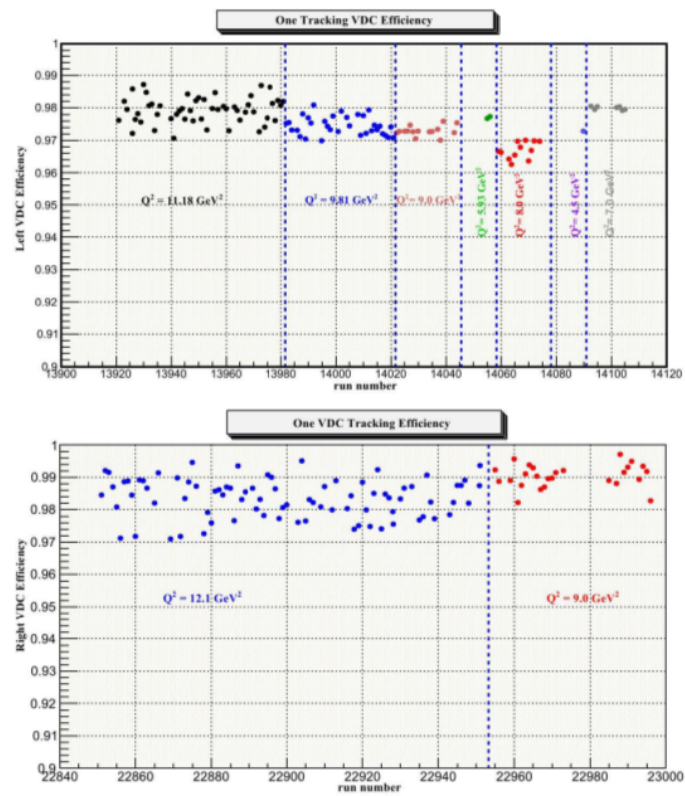 One Tracking VDC Efficiency
Left VDC Efficiency
1
0.99
0.98
0.97
0.96
0.95
0.94
0.93
0.92
0.91
0.9
Q² = 11.18 GeV²
Q² = 9.81 GeV²
Q² = 9.0 GeV²
Q² = 5.93 GeV²
Q² = 8.0 GeV²
Q² = 4.5 GeV²
Q² = 7.0 GeV²
13900 13920 13940 13960 13980 14000 14020 14040 14060 14080 14100 14120
run number
One VDC Tracking Efficiency
Right VDC Efficiency
1
0.99
0.98
0.97
0.96
0.95
0.94
0.93
0.92
0.91
0.9
Q² = 12.1 GeV²
Q² = 9.0 GeV²
22840 22860 22880 22900 22920 22940 22960 22980 23000
run number